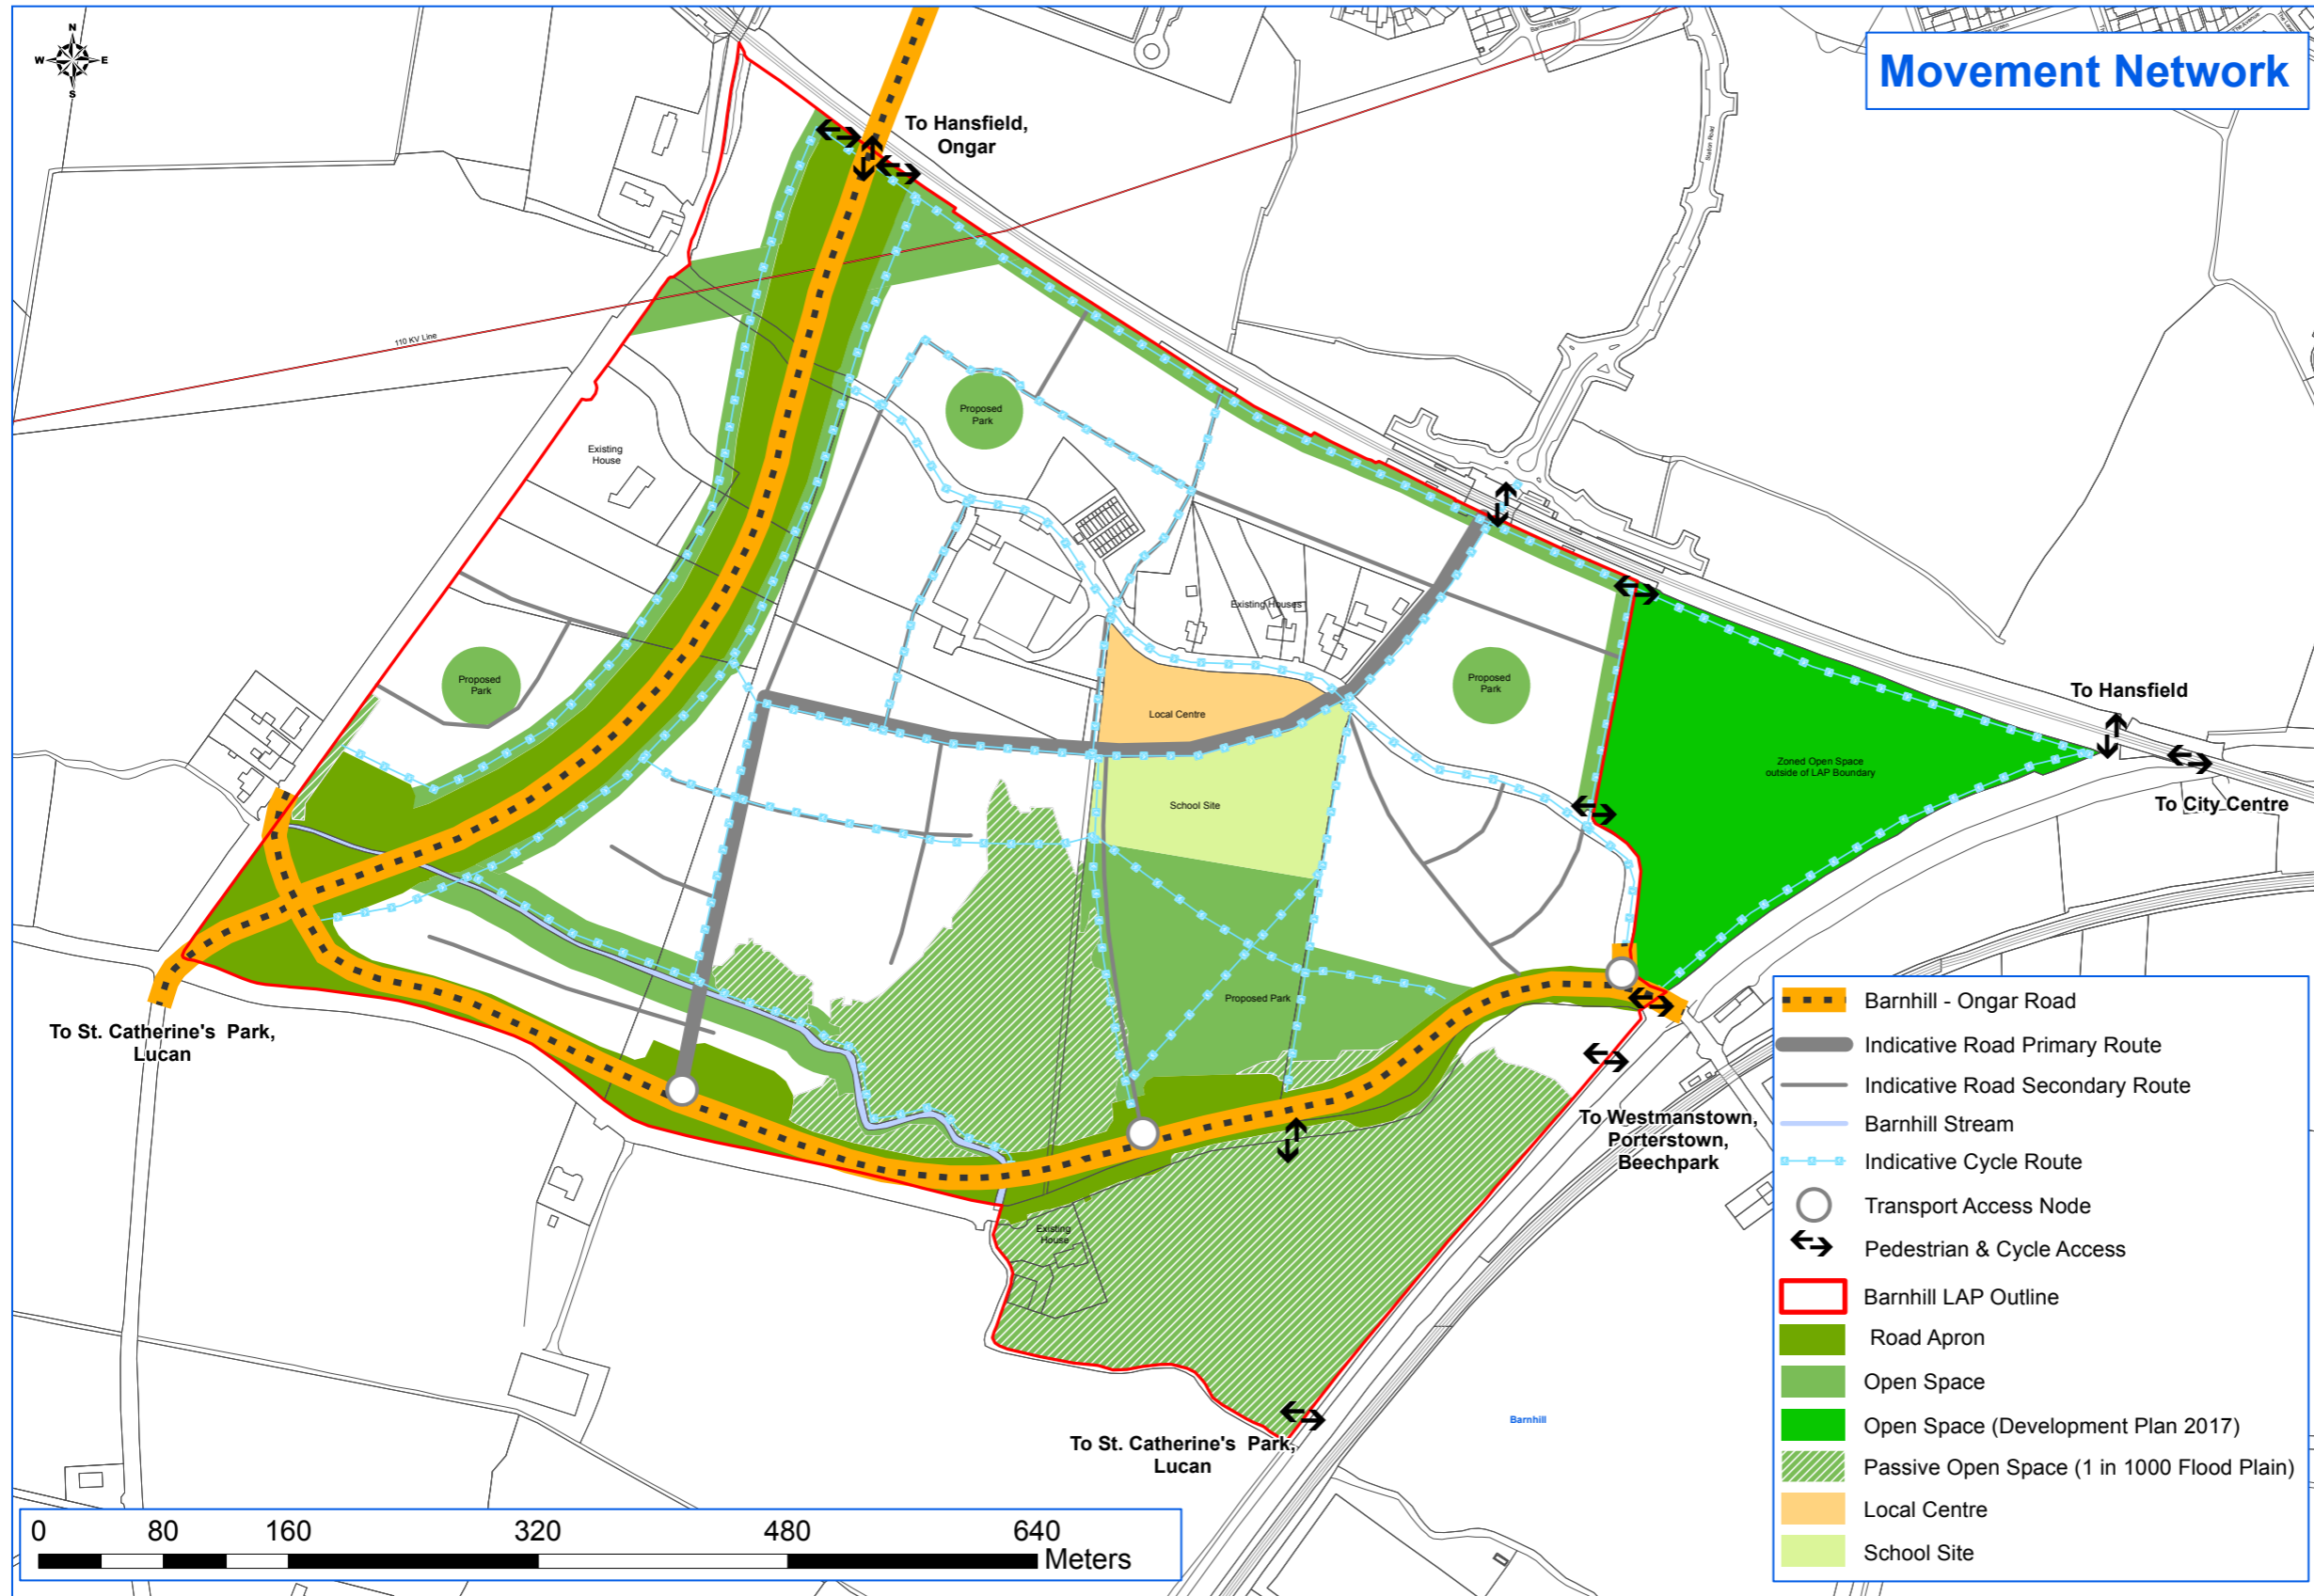 Movement Network
N
W
E
S
Barnwell Heath
Station Road
To Hansfield,
Ongar
110 KV Line
Proposed
Park
Existing
House
Existing Houses
Proposed
Park
Proposed
Park
Local Centre
To Hansfield
Zoned Open Space
outside of LAP Boundary
School Site
To City Centre
Proposed Park
To St. Catherine's Park,
Lucan
To Westmanstown,
Porterstown,
Beechpark
Existing
House
Barnhill
To St. Catherine's Park,
Lucan
Barnhill - Ongar Road
Indicative Road Primary Route
Indicative Road Secondary Route
Barnhill Stream
Indicative Cycle Route
Transport Access Node
Pedestrian & Cycle Access
Barnhill LAP Outline
Road Apron
Open Space
Open Space (Development Plan 2017)
Passive Open Space (1 in 1000 Flood Plain)
Local Centre
School Site
0 80 160 320 480 640
Meters